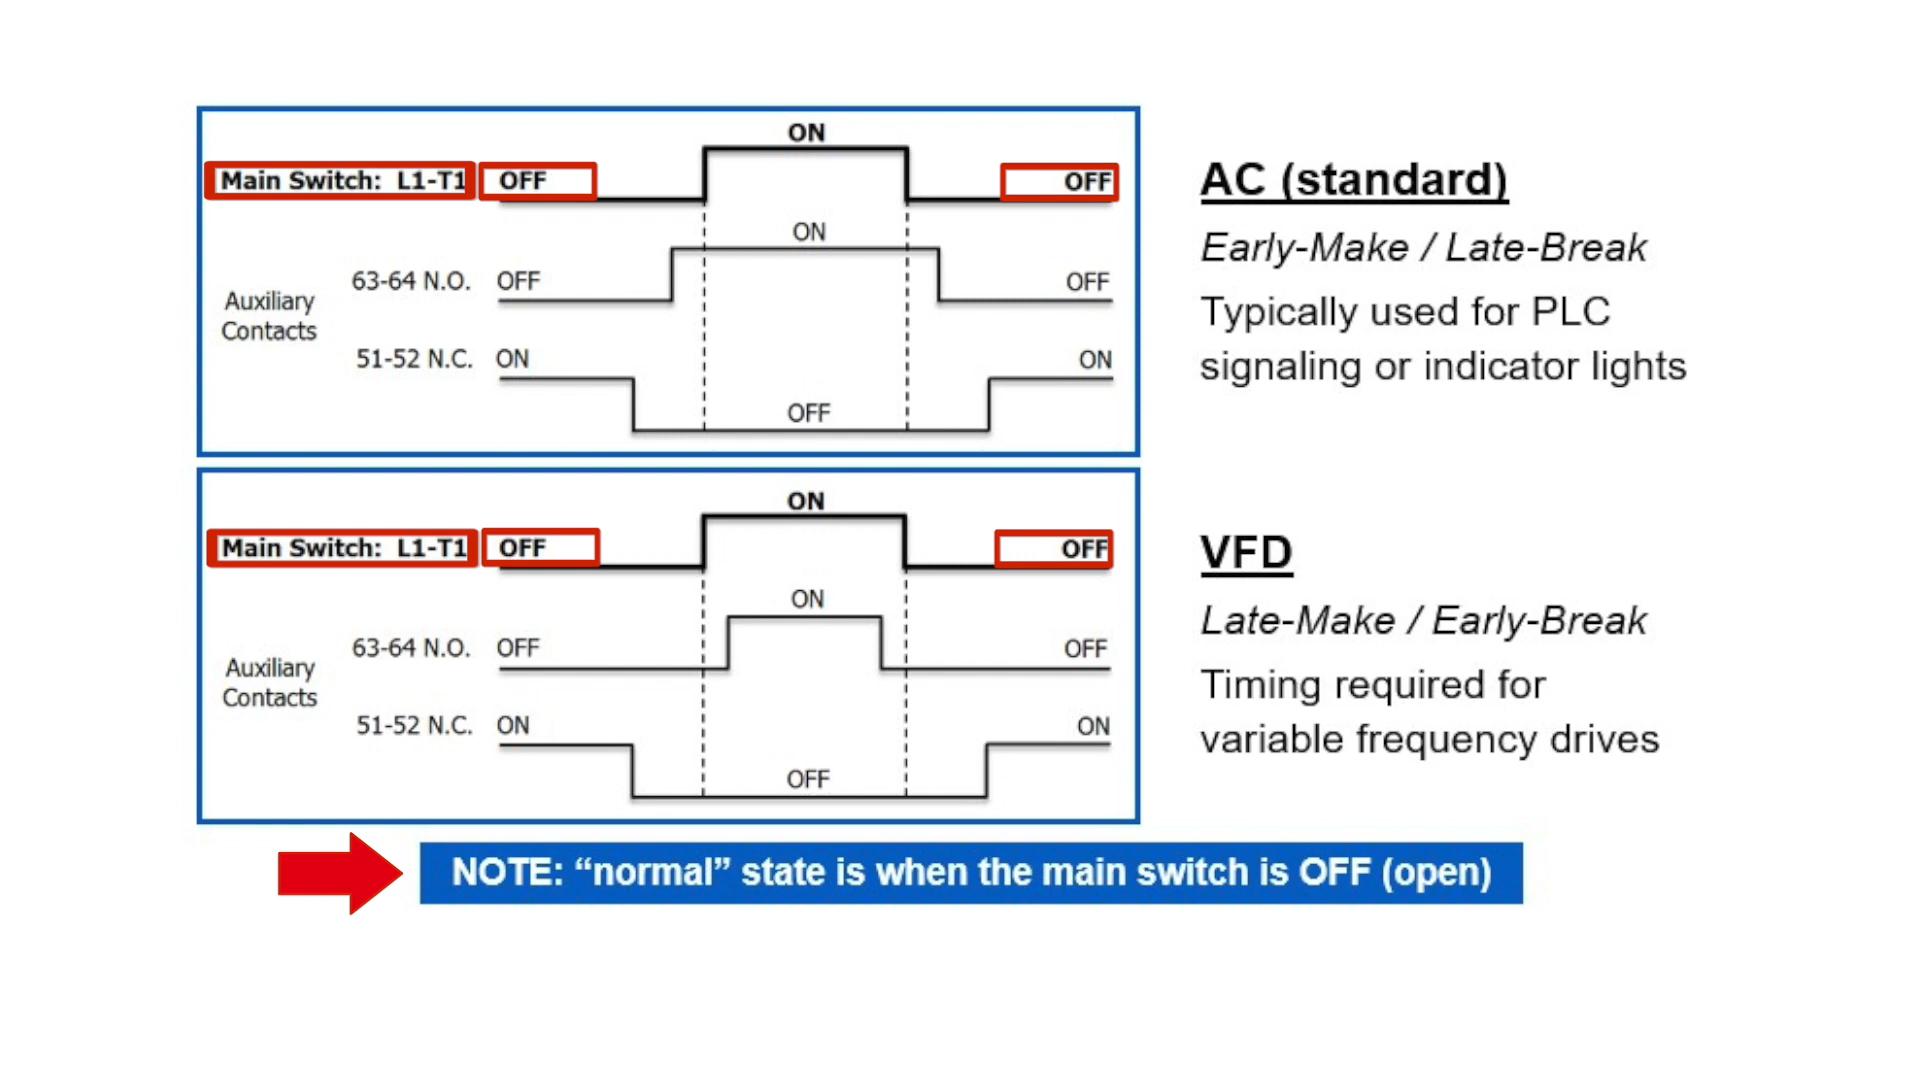 ON
Main Switch: L1-T1 OFF OFF
ON
63-64 N.O. OFF OFF
Auxiliary
Contacts
51-52 N.C. ON ON
OFF
AC (standard)
Early-Make / Late-Break
Typically used for PLC
signaling or indicator lights
ON
Main Switch: L1-T1 OFF OFF
ON
63-64 N.O. OFF OFF
Auxiliary
Contacts
51-52 N.C. ON ON
OFF
VFD
Late-Make / Early-Break
Timing required for
variable frequency drives
NOTE: “normal” state is when the main switch is OFF (open)